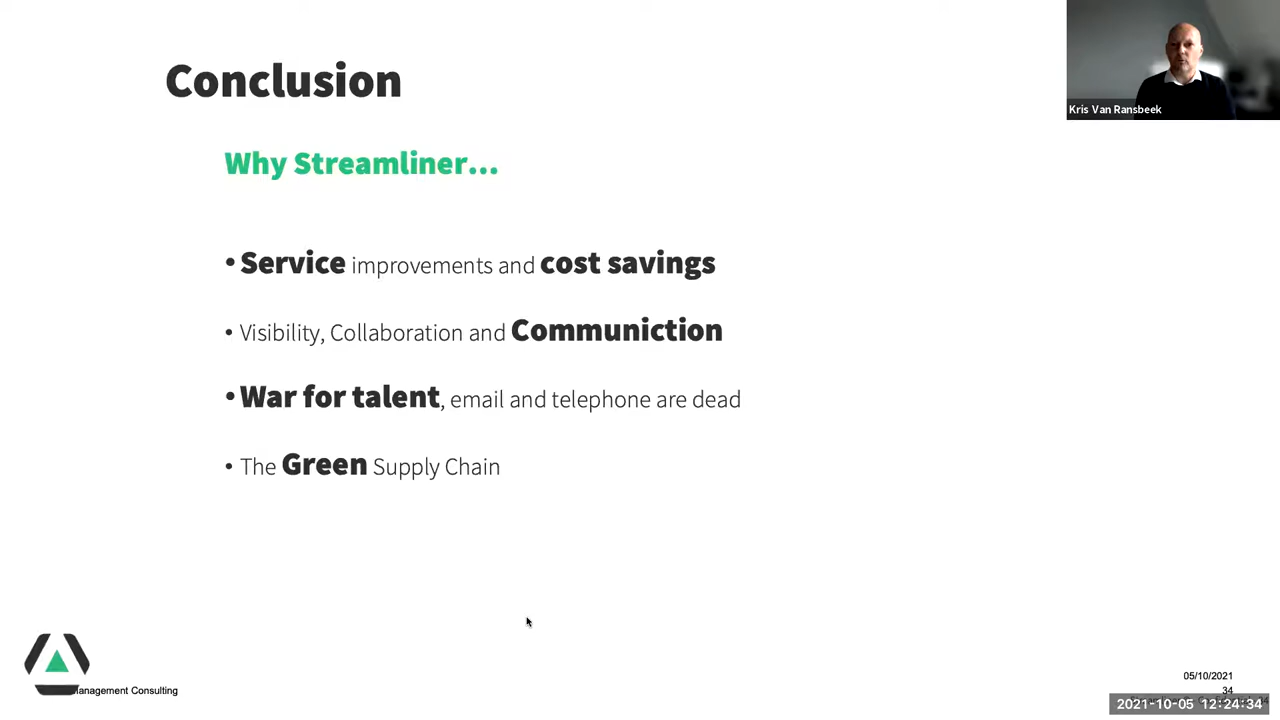 Conclusion
Kris Van Ransbeek
Why Streamliner...
• Service improvements and cost savings
• Visibility, Collaboration and Communiction
• War for talent, email and telephone are dead
• The Green Supply Chain
Management Consulting
05/10/2021
34
2021-10-05 12:24:34